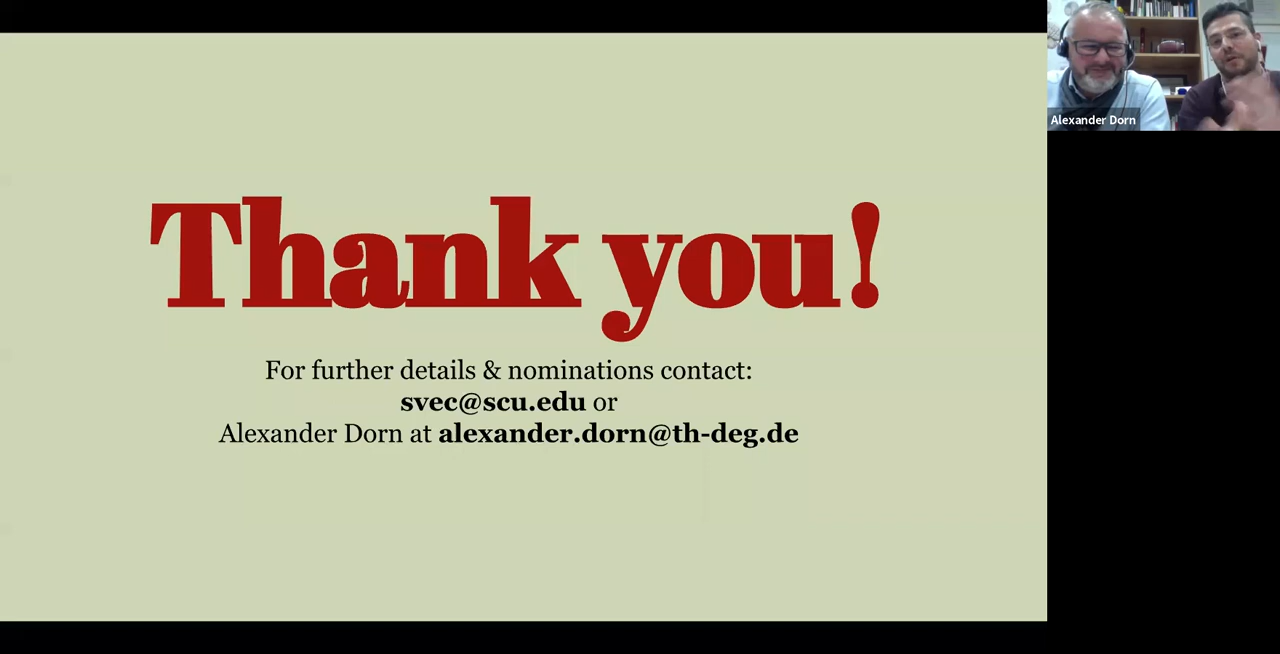 Thank you!
For further details & nominations contact:
svec@scu.edu or
Alexander Dorn at alexander.dorn@th-deg.de
Alexander Dorn